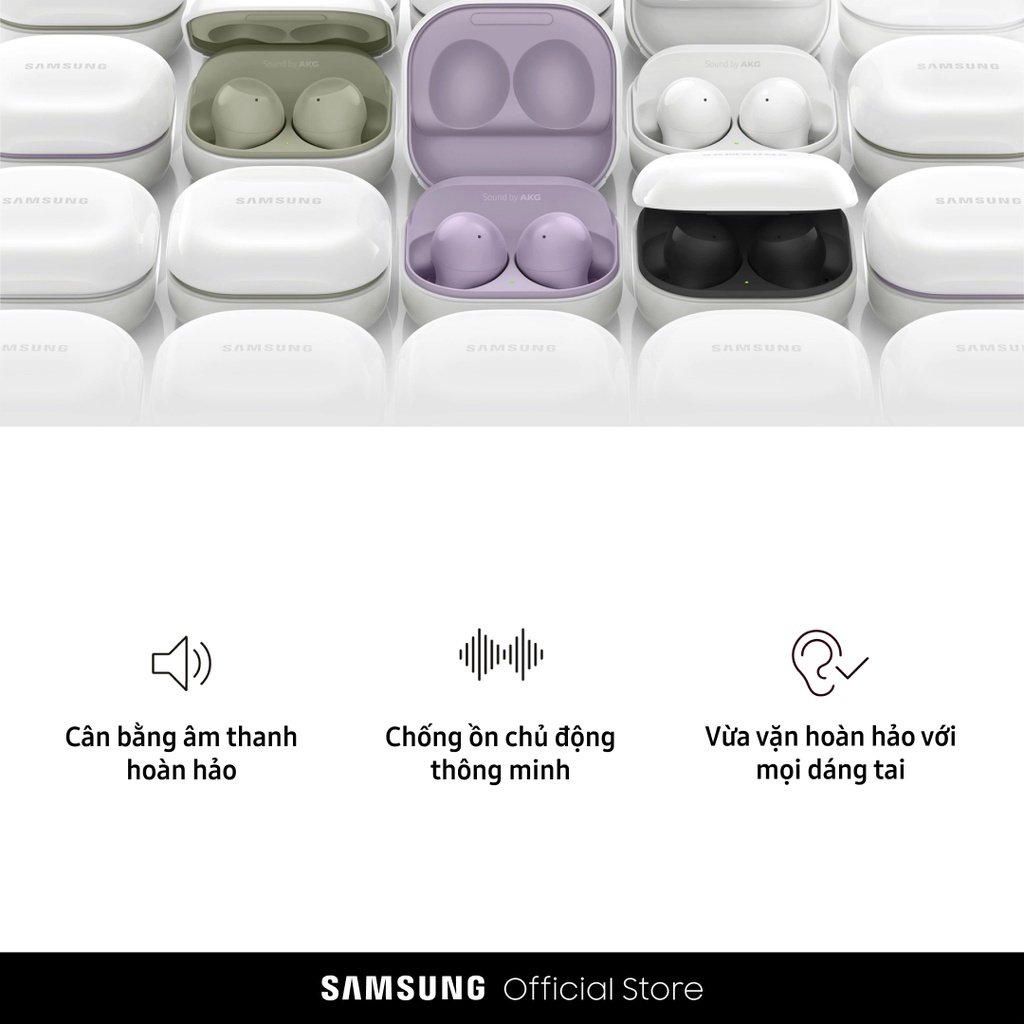 SAMSUNG
SAMSUNG
Sound by AKG
Sound by AKG
SAMSUNG
SAMSUNG
Sound by AKG
SAMSUNG
SAMSUNG
SAMSUNG
SAMSUNG
SAMSUNG
SAMSUNG
SAMSUNG
Cân bằng âm thanh
hoàn hảo
Chống ồn chủ động
thông minh
Vừa vặn hoàn hảo với
mọi dáng tai
SAMSUNG Official Store